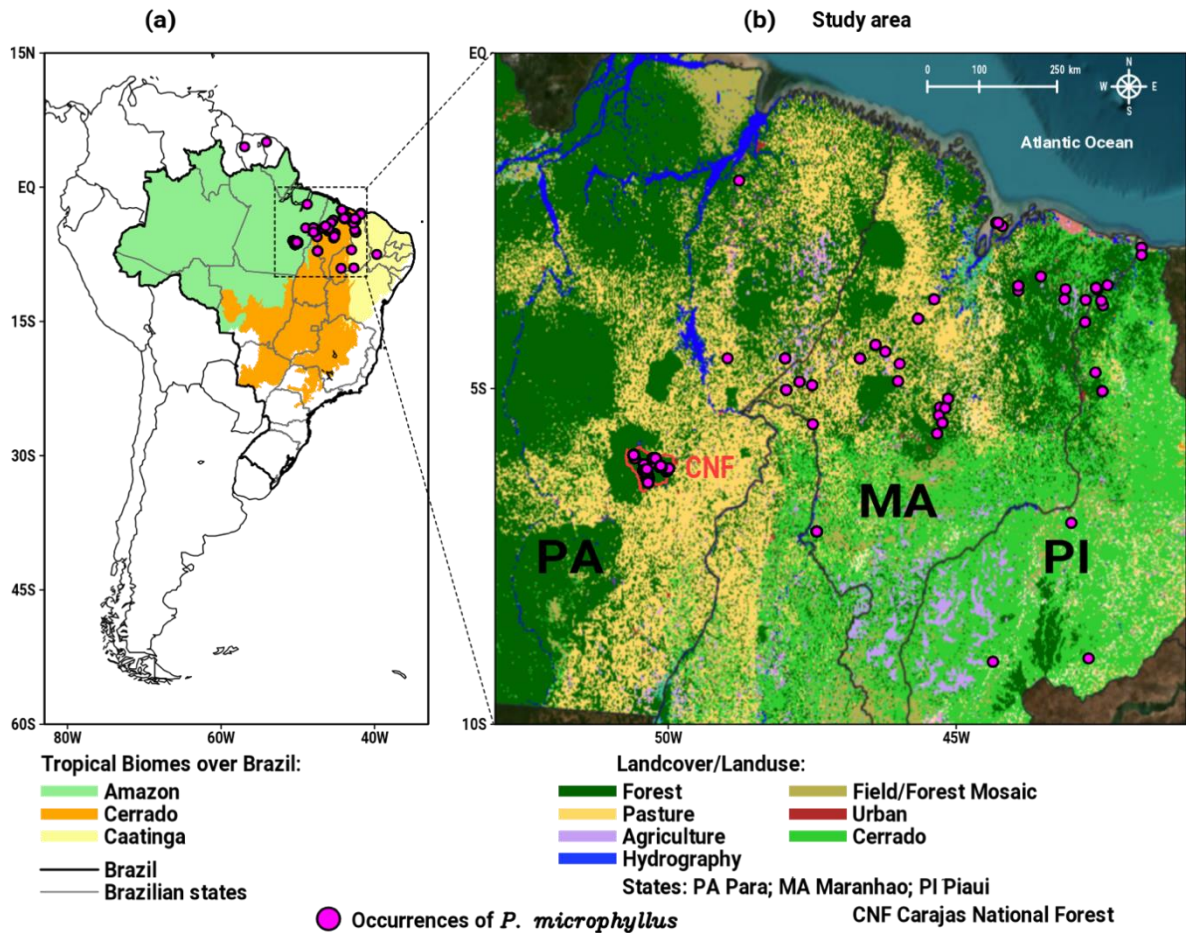 (a)
(b) Study area
15N
EQ
15S
30S
45S
60S
80W 60W 40W
EQ
5S
10S
50W 45W
0 100 250 km
N
W E
S
Atlantic Ocean
CNF
MA
PA
PI
Tropical Biomes over Brazil:
Amazon
Cerrado
Caatinga
Brazil
Brazilian states
Landcover/Landuse:
Forest
Pasture
Agriculture
Hydrography
Field/Forest Mosaic
Urban
Cerrado
States: PA Para; MA Maranhao; PI Piaui
CNF Carajas National Forest
Occurrences of P. microphyllus